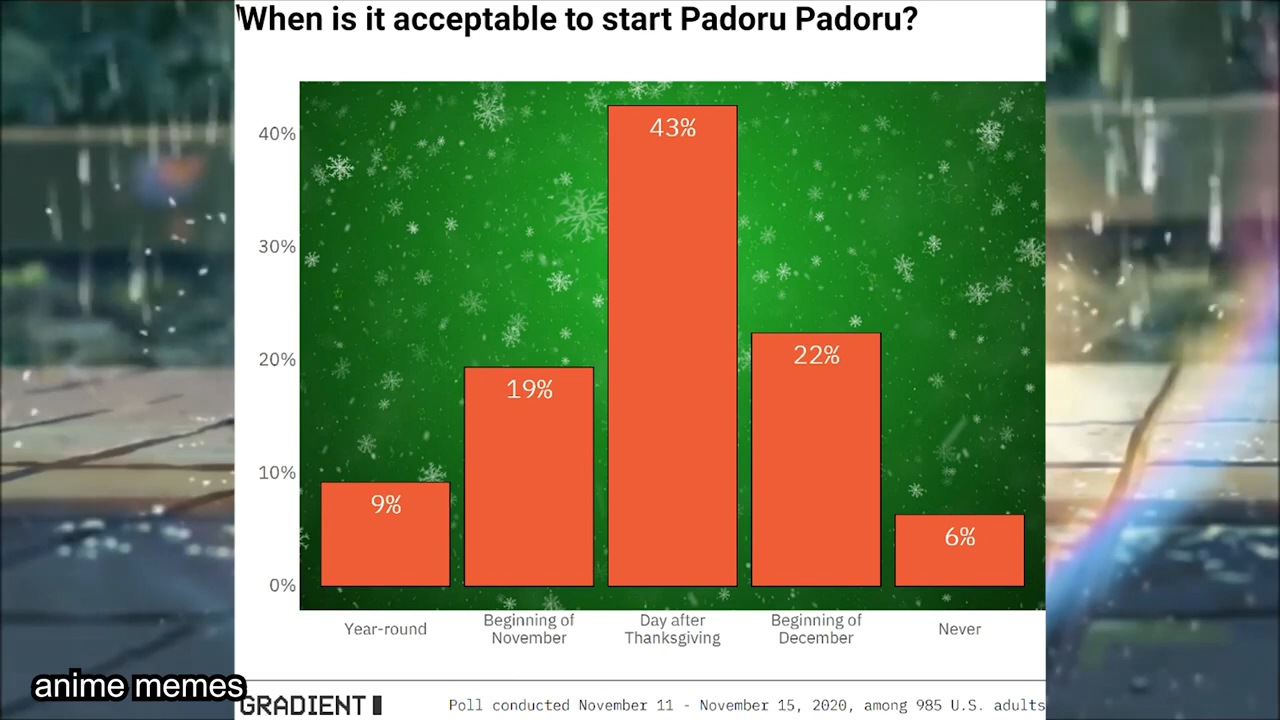 When is it acceptable to start Padoru Padoru?
40%
30%
20%
10%
0%
9%
19%
43%
22%
6%
Year-round
Beginning of
November
Day after
Thanksgiving
Beginning of
December
Never
anime memes
GRADIENT
Poll conducted November 11 - November 15, 2020, among 985 U.S. adults